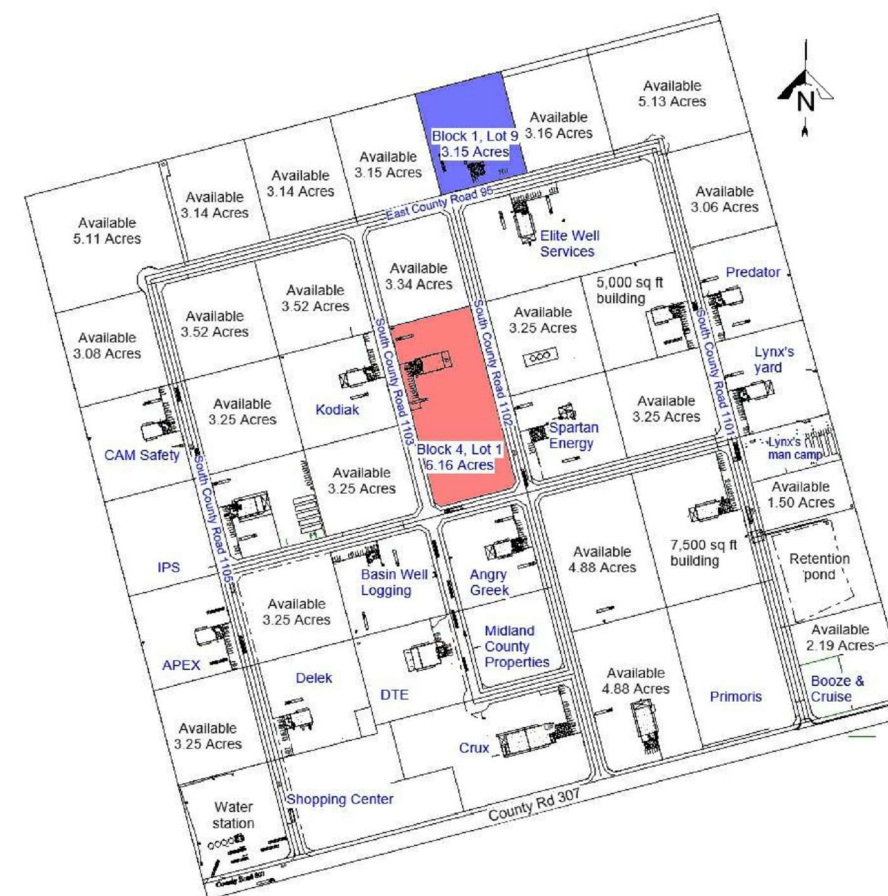 Available
5.13 Acres
N
Block 1, Lot 9
3.15 Acres
Available
3.16 Acres
Available
3.15 Acres
Available
3.14 Acres
Available
3.14 Acres
Available
5.11 Acres
East County Road 95
Available
3.06 Acres
Elite Well
Services
Available
3.34 Acres
Available
3.52 Acres
Available
3.52 Acres
Available
3.08 Acres
5,000 sq ft
building
Predator
Available
3.25 Acres
South County Road 1103
South County Road 1102
South County Road 1101
Lynx's
yard
Kodiak
Available
3.25 Acres
CAM Safety
Block 4, Lot 1
6.16 Acres
Spartan
Energy
Available
3.25 Acres
Lynx's
man camp
South County Road 1105
Available
3.25 Acres
Available
1.50 Acres
IPS
Basin Well
Logging
Angry
Greek
Available
4.88 Acres
7,500 sq ft
building
Retention
pond
Available
3.25 Acres
Midland
County
Properties
Available
2.19 Acres
APEX
Delek
DTE
Available
4.88 Acres
Primoris
Booze &
Cruise
Available
3.25 Acres
Crux
Shopping Center
County Rd 307
Water
station